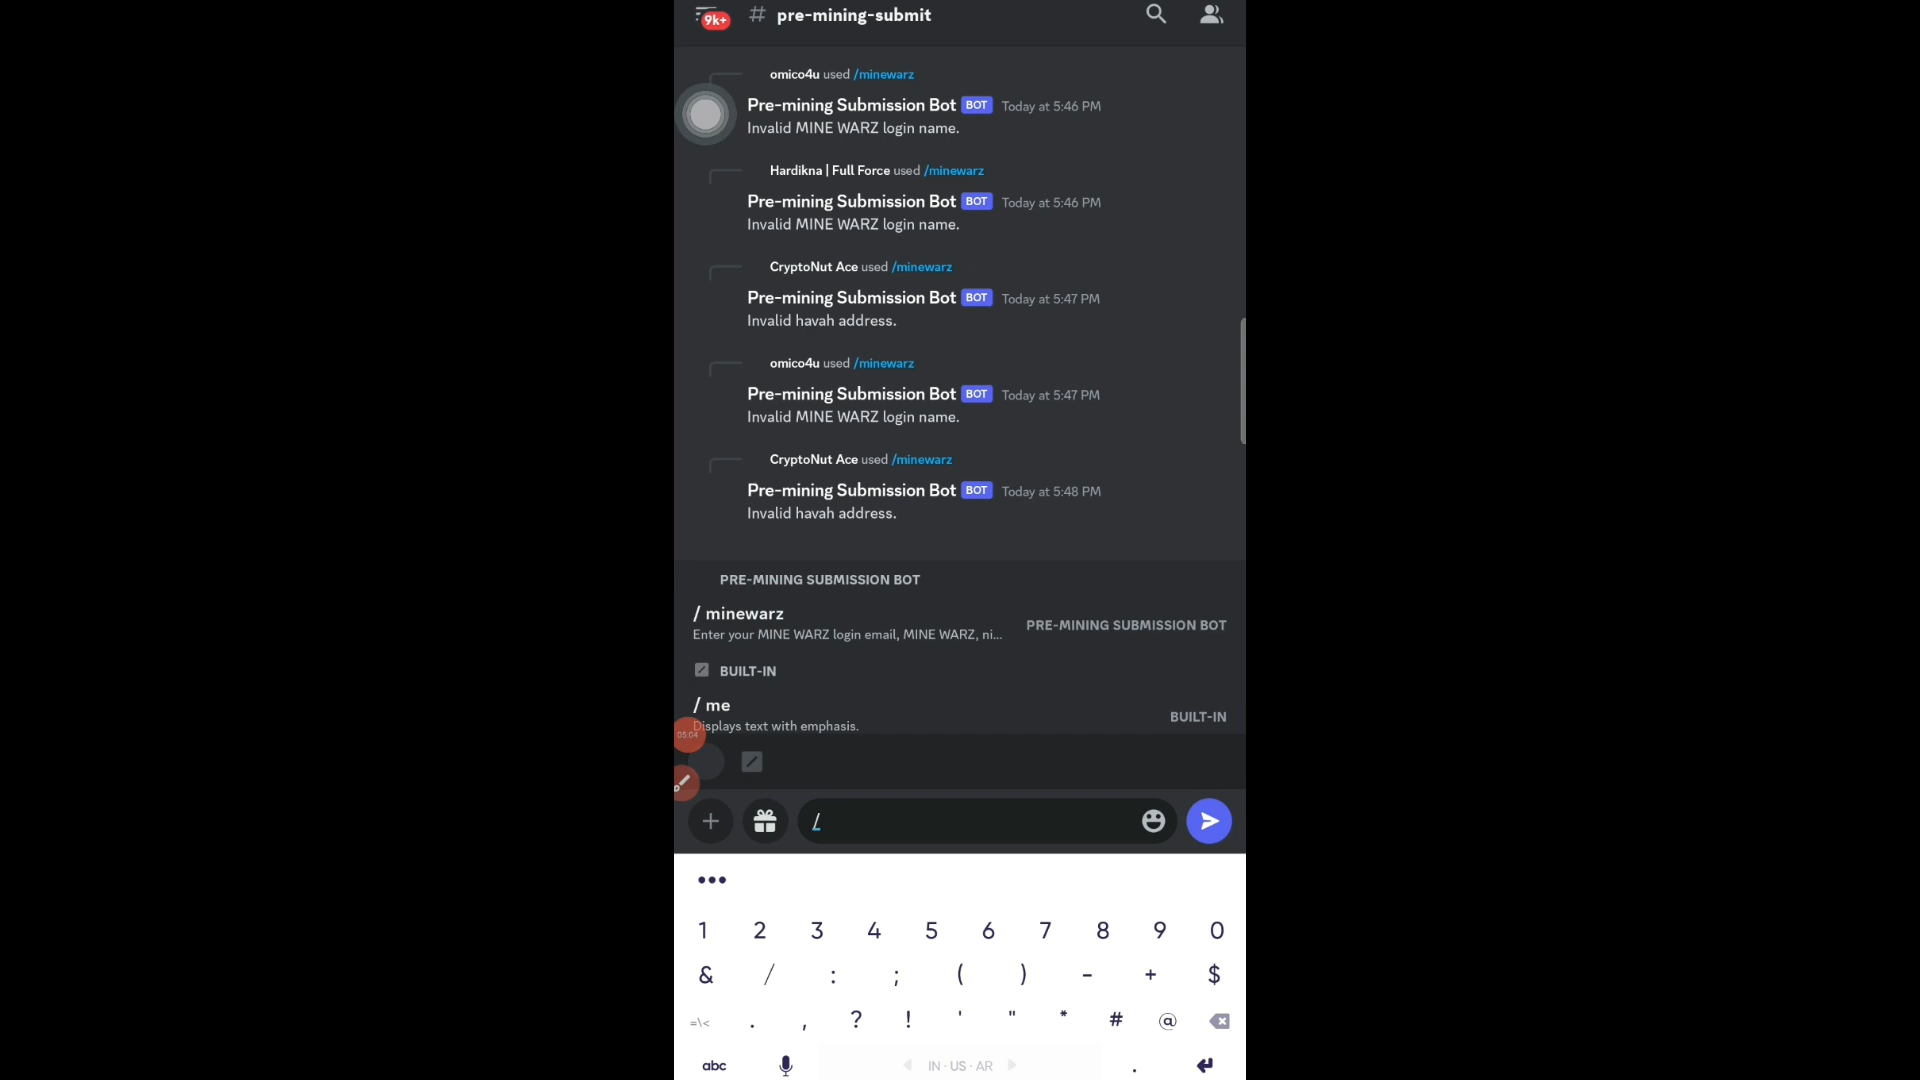 9k+ # pre-mining-submit
omico4u used /minewarz
Pre-mining Submission Bot BOT Today at 5:46 PM
Invalid MINE WARZ login name.
Hardikna | Full Force used /minewarz
Pre-mining Submission Bot BOT Today at 5:46 PM
Invalid MINE WARZ login name.
CryptoNut Ace used /minewarz
Pre-mining Submission Bot BOT Today at 5:47 PM
Invalid havah address.
omico4u used /minewarz
Pre-mining Submission Bot BOT Today at 5:47 PM
Invalid MINE WARZ login name.
CryptoNut Ace used /minewarz
Pre-mining Submission Bot BOT Today at 5:48 PM
Invalid havah address.
PRE-MINING SUBMISSION BOT
/ minewarz
Enter your MINE WARZ login email, MINE WARZ, ni... PRE-MINING SUBMISSION BOT
BUILT-IN
/ me
Displays text with emphasis. BUILT-IN
05:04
/
1 2 3 4 5 6 7 8 9 0
& / : ; ( ) - + $
=\< . , ? ! ' " * # @
abc IN · US · AR .